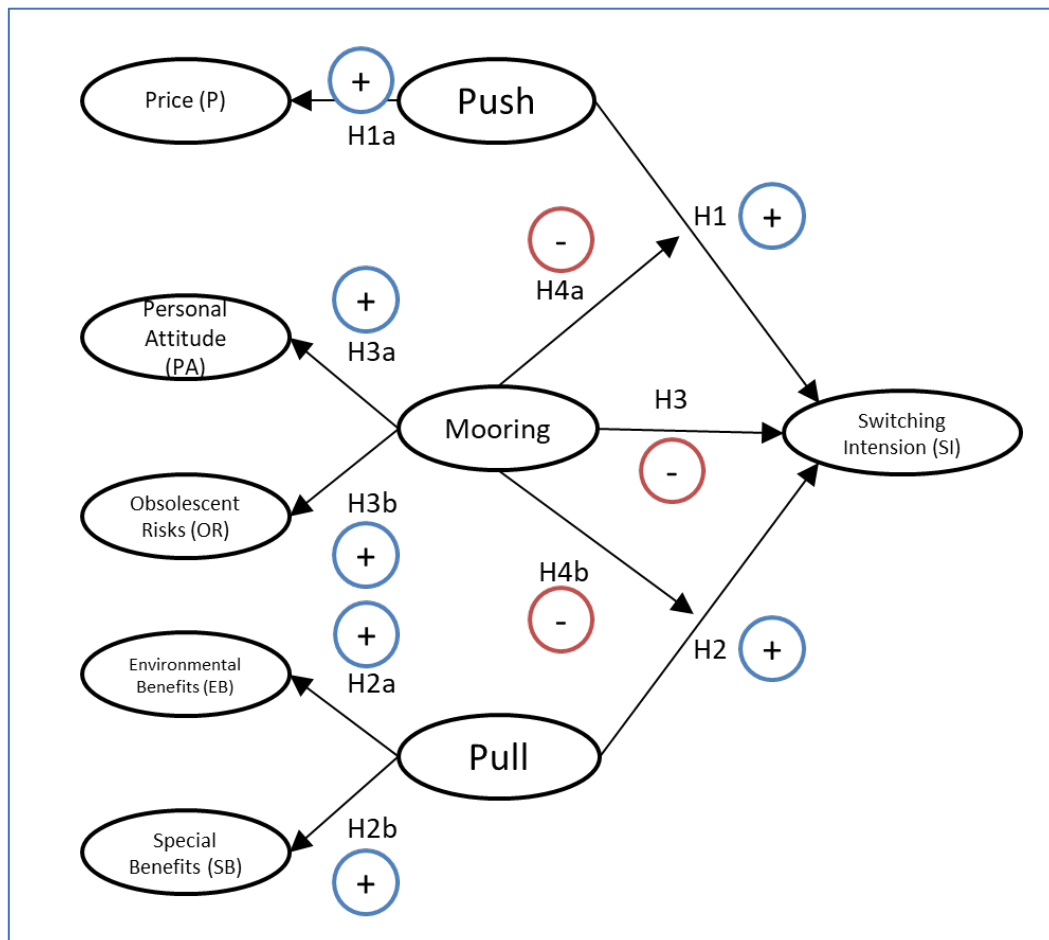 +
Price (P)
Push
H1a
H1
+
-
H4a
+
Personal
Attitude
(PA)
H3a
H3
Mooring
Switching
Intension (SI)
-
Obsolescent
Risks (OR)
H3b
+
H4b
-
+
H2
+
Environmental
Benefits (EB)
H2a
Pull
Special
Benefits (SB)
H2b
+